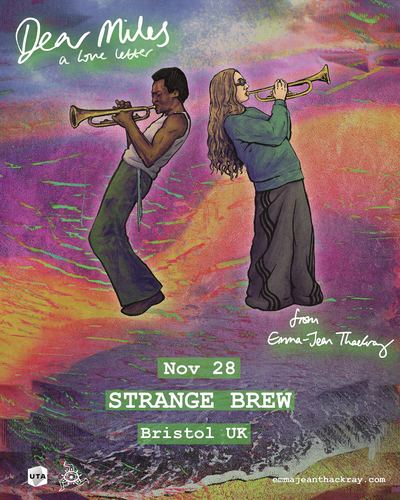 Dear Miles
a love letter
from
Emma-Jean Thackray
Nov 28
STRANGE BREW
Bristol UK
UTA
emmajeanthackray.com